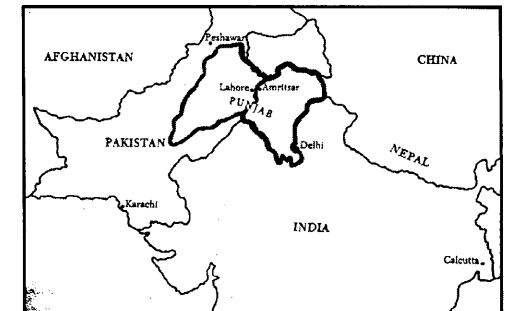 Peshawar
AFGHANISTAN
CHINA
Lahore
Amritsar
PUNJAB
PAKISTAN
Delhi
NEPAL
Karachi
INDIA
Calcutta